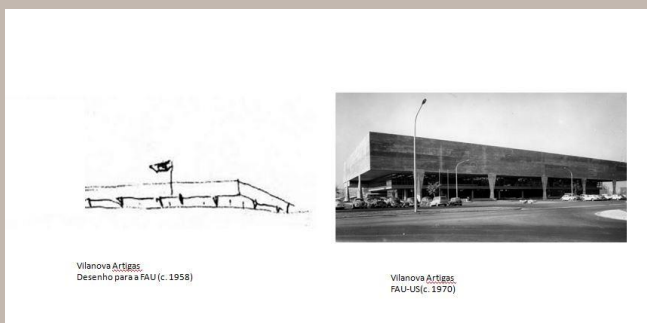 Vilanova Artigas
Desenho para a FAU (c. 1958)
Vilanova Artigas
FAU-US(c. 1970)